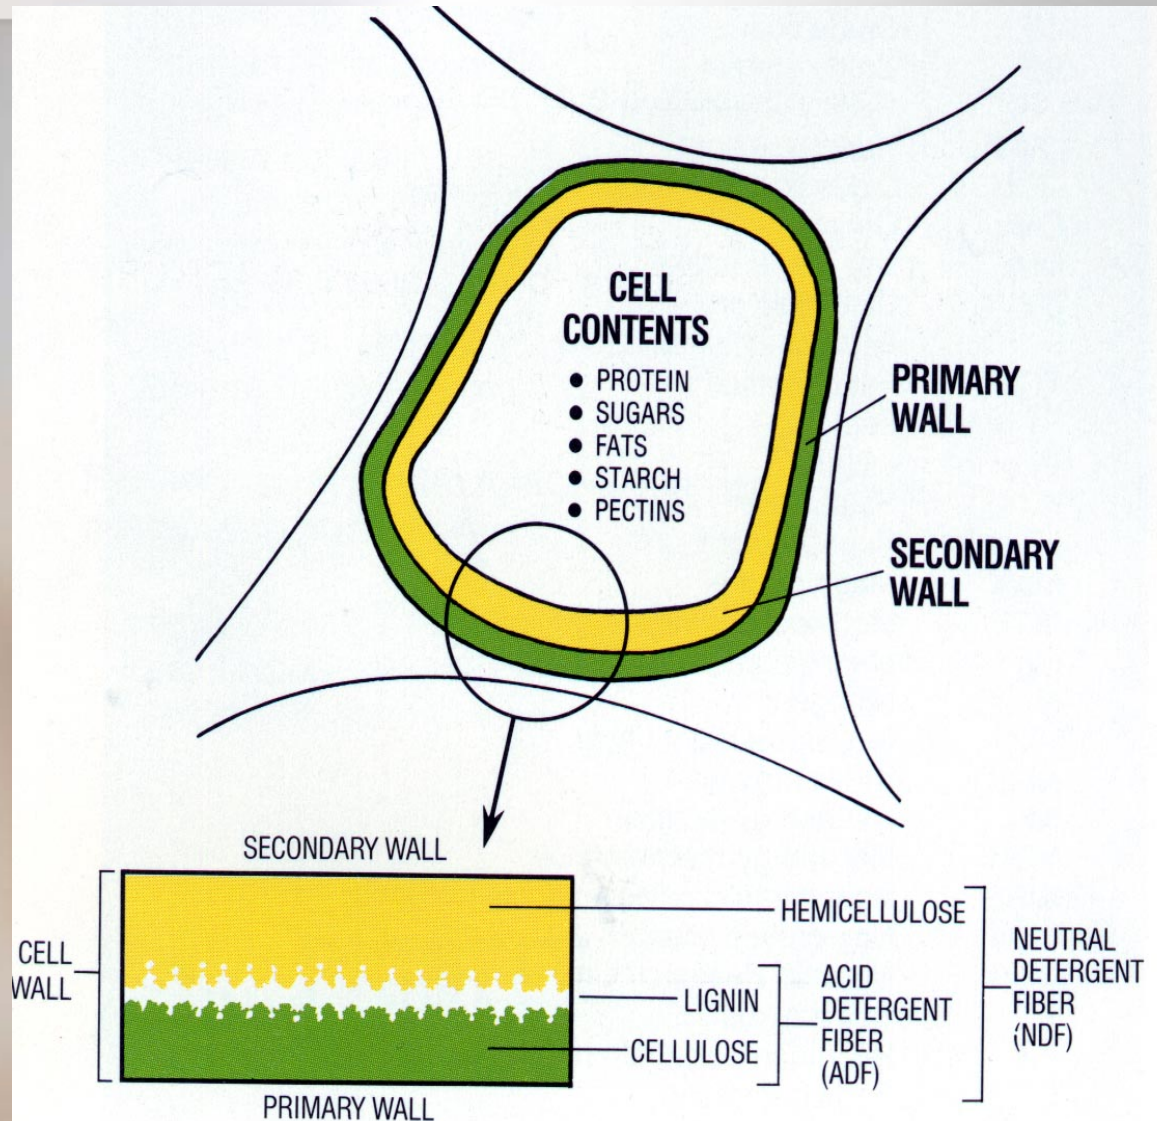 CELL
CONTENTS
• PROTEIN
• SUGARS
• FATS
• STARCH
• PECTINS
PRIMARY
WALL
SECONDARY
WALL
SECONDARY WALL
CELL
WALL
HEMICELLULOSE
LIGNIN
CELLULOSE
ACID
DETERGENT
FIBER
(ADF)
NEUTRAL
DETERGENT
FIBER
(NDF)
PRIMARY WALL